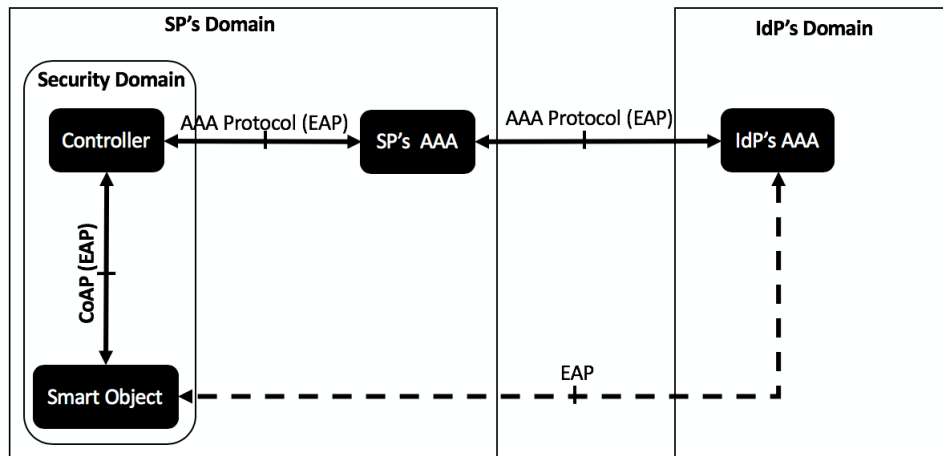 SP's Domain
IdP's Domain
Security Domain
Controller
AAA Protocol (EAP)
SP's AAA
AAA Protocol (EAP)
IdP's AAA
CoAP (EAP)
Smart Object
EAP